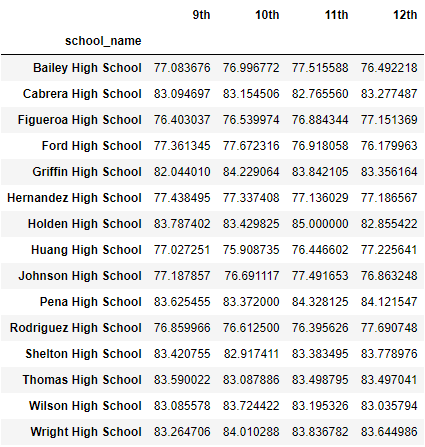 9th 10th 11th 12th
school_name
Bailey High School 77.083676 76.996772 77.515588 76.492218
Cabrera High School 83.094697 83.154506 82.765560 83.277487
Figueroa High School 76.403037 76.539974 76.884344 77.151369
Ford High School 77.361345 77.672316 76.918058 76.179963
Griffin High School 82.044010 84.229064 83.842105 83.356164
Hernandez High School 77.438495 77.337408 77.136029 77.186567
Holden High School 83.787402 83.429825 85.000000 82.855422
Huang High School 77.027251 75.908735 76.446602 77.225641
Johnson High School 77.187857 76.691117 77.491653 76.863248
Pena High School 83.625455 83.372000 84.328125 84.121547
Rodriguez High School 76.859966 76.612500 76.395626 77.690748
Shelton High School 83.420755 82.917411 83.383495 83.778976
Thomas High School 83.590022 83.087886 83.498795 83.497041
Wilson High School 83.085578 83.724422 83.195326 83.035794
Wright High School 83.264706 84.010288 83.836782 83.644986